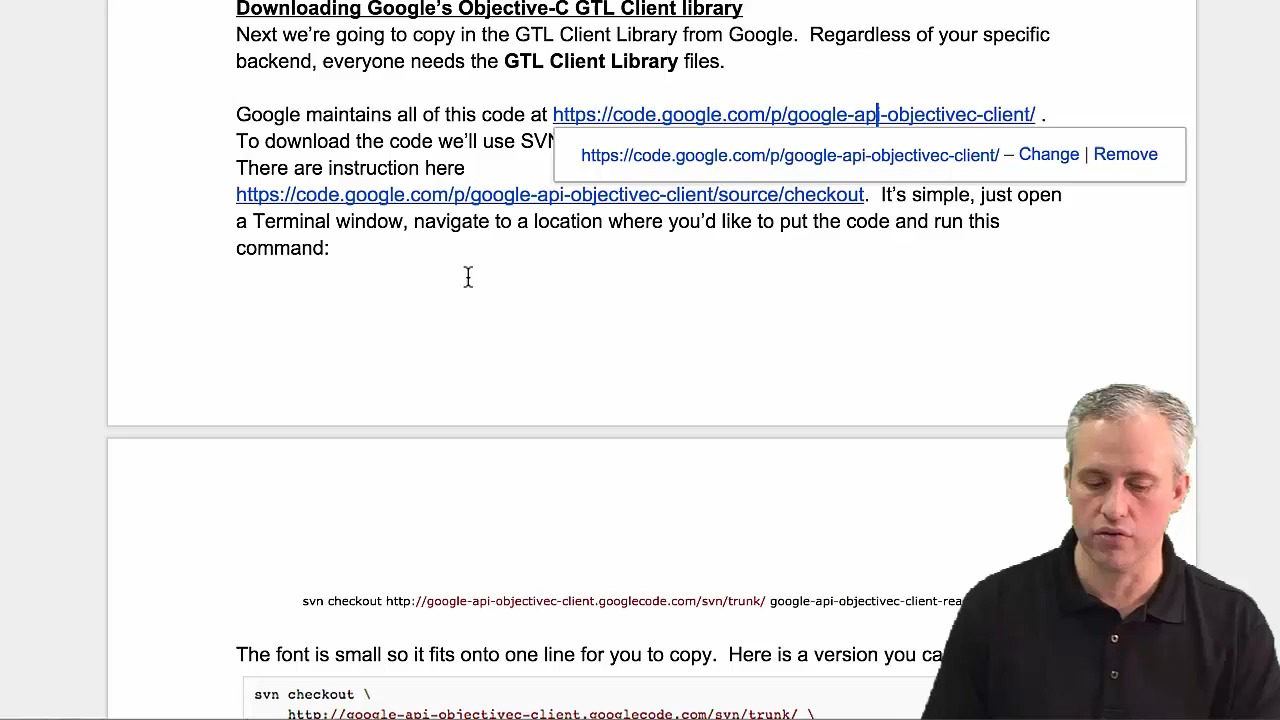 Downloading Google's Objective-C GTL Client library
Next we're going to copy in the GTL Client Library from Google.  Regardless of your specific
backend, everyone needs the GTL Client Library files.
Google maintains all of this code at https://code.google.com/p/google-api-objectivec-client/ .
To download the code we'll use SVN
https://code.google.com/p/google-api-objectivec-client/ – Change | Remove
There are instruction here
https://code.google.com/p/google-api-objectivec-client/source/checkout.  It's simple, just open
a Terminal window, navigate to a location where you'd like to put the code and run this
command:
svn checkout http://google-api-objectivec-client.googlecode.com/svn/trunk/ google-api-objectivec-client-rea
The font is small so it fits onto one line for you to copy.  Here is a version you ca
svn checkout \
http://google-api-objectivec-client.googlecode.com/svn/trunk/ \